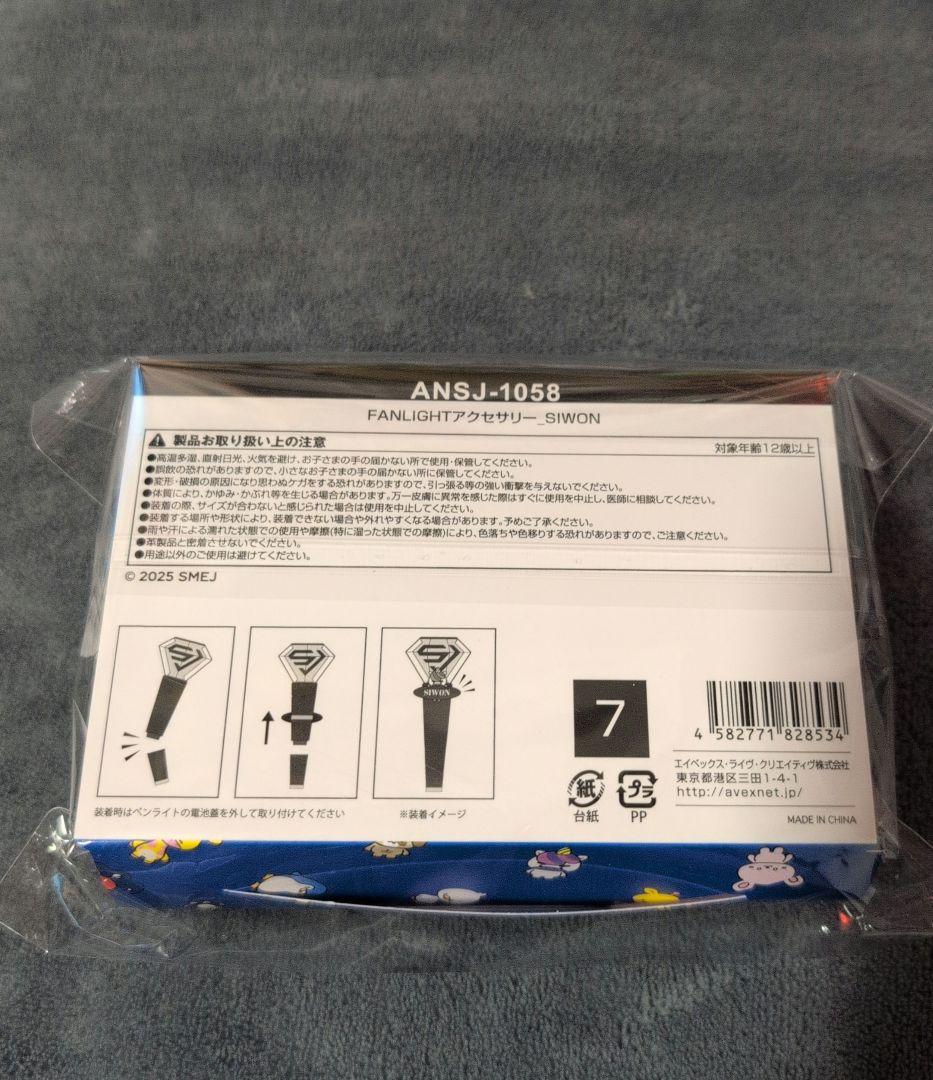 ANSJ-1058
FANLIGHTアクセサリー_SIWON
製品お取り扱い上の注意
対象年齢12歳以上
●高温多湿、直射日光、火気を避け、お子さまの手の届かない所で使用・保管してください。
●誤飲の恐れがありますので、小さなお子さまの手の届かない所に保管してください。
●変形・破損の原因になり思わぬケガをする恐れがありますので、引っ張る等の強い衝撃を与えないでください。
●体質により、かゆみ・かぶれ等を生じる場合があります。万一皮膚に異常を感じた際はすぐに使用を中止し、医師に相談してください。
●装着の際、サイズが合わないと感じられた場合は使用を中止してください。
●装着する場所や形状により、装着できない場合や外れやすくなる場合があります。予めご了承ください。
●雨や汗による濡れた状態での使用や摩擦(特に湿った状態での摩擦)により、色落ちや色移りする恐れがありますので、ご注意ください。
●革製品と密着させないでください。
●用途以外のご使用は避けてください。
© 2025 SMEJ
SJ
SJ
SJ
SIWON
装着時はペンライトの電池蓋を外して取り付けてください
※装着イメージ
7
紙
台紙
プラ
PP
4 582771 828534
エイベックス・ライヴ・クリエイティヴ株式会社
東京都港区三田1-4-1
http://avexnet.jp/
MADE IN CHINA